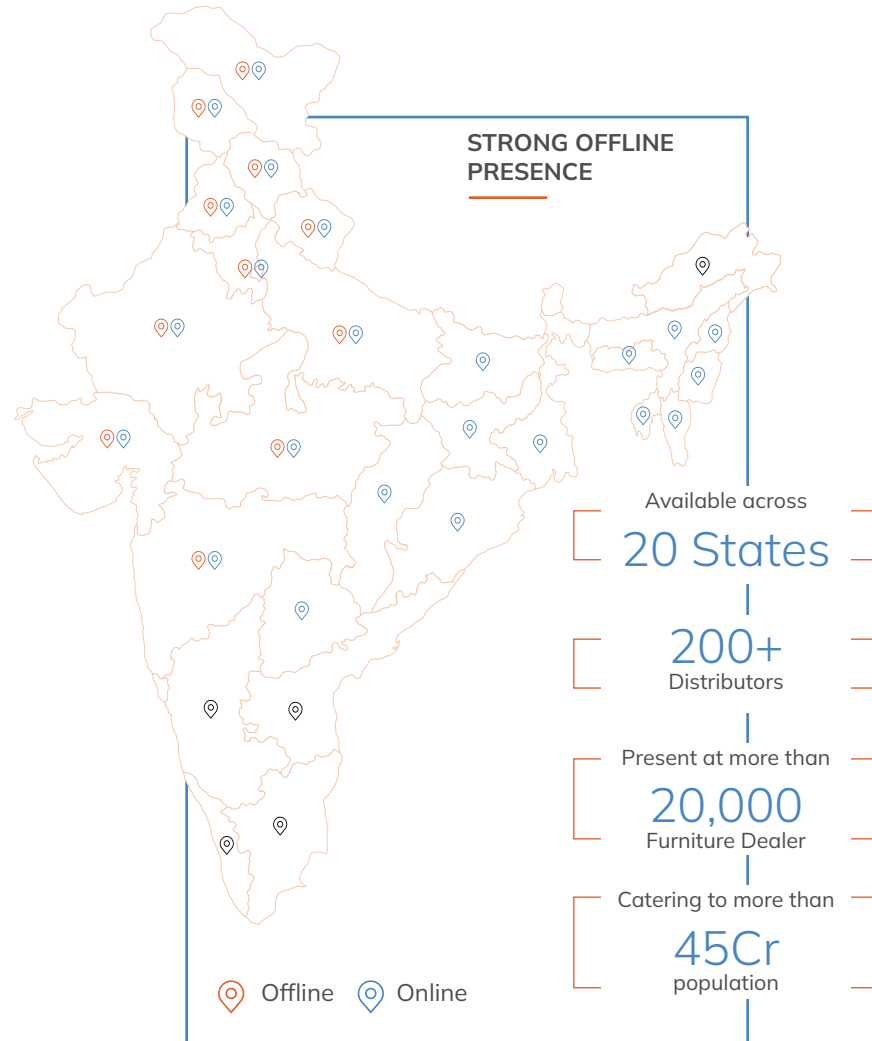 STRONG OFFLINE
PRESENCE
Available across
20 States
200+
Distributors
Present at more than
20,000
Furniture Dealer
Catering to more than
45Cr
population
Offline
Online